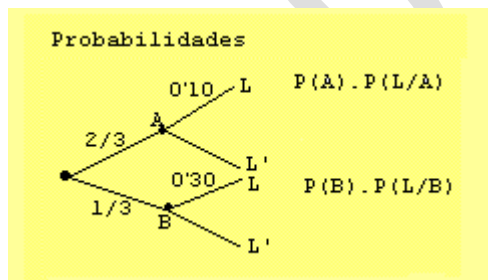 Probabilidades
0'10 L P(A).P(L/A)
A
2/3
L'
0'30 L P(B).P(L/B)
1/3
B
L'